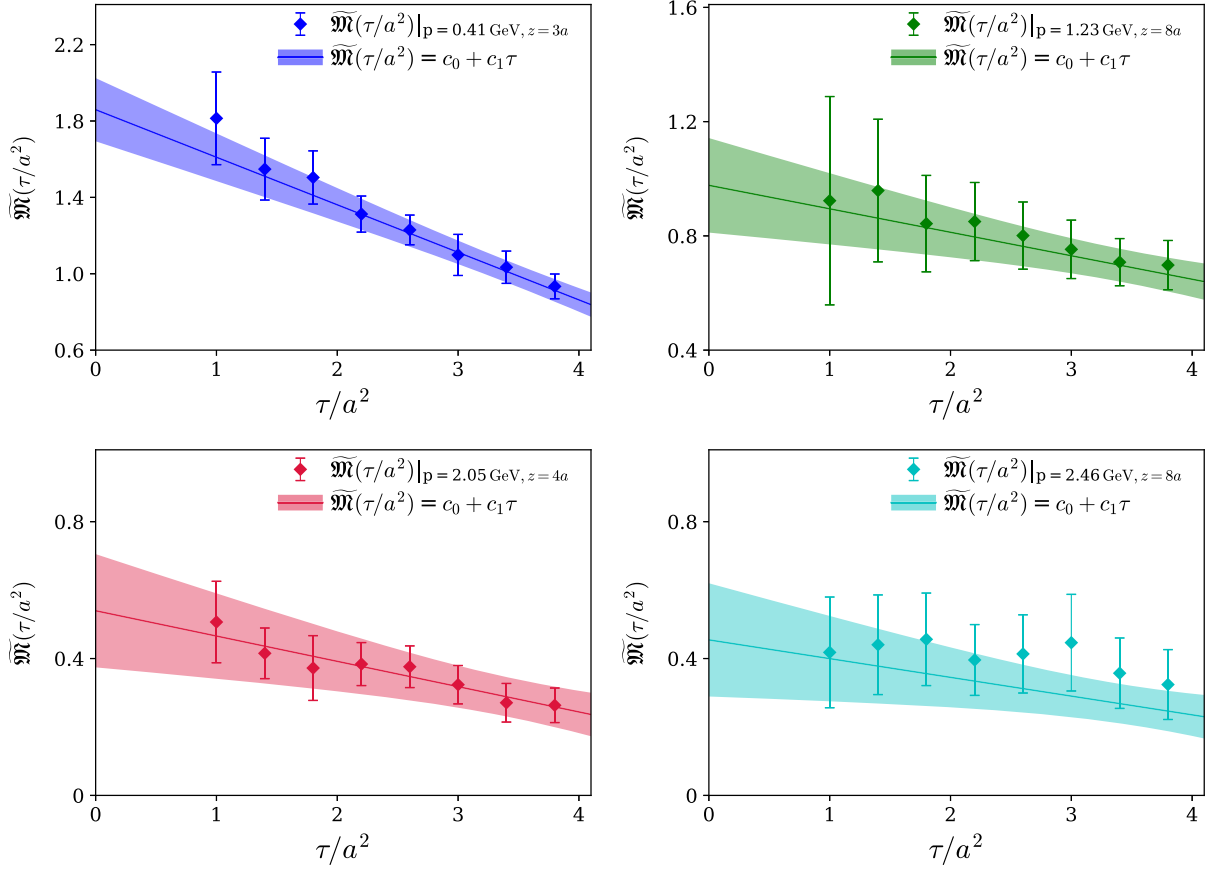 𝔐̃(τ/a²)|p = 0.41 GeV, z = 3a
𝔐̃(τ/a²) = c₀ + c₁τ
2.2
1.8
1.4
1.0
0.6
𝔐̃(τ/a²)
0 1 2 3 4
τ/a²
𝔐̃(τ/a²)|p = 1.23 GeV, z = 8a
𝔐̃(τ/a²) = c₀ + c₁τ
1.6
1.2
0.8
0.4
𝔐̃(τ/a²)
0 1 2 3 4
τ/a²
𝔐̃(τ/a²)|p = 2.05 GeV, z = 4a
𝔐̃(τ/a²) = c₀ + c₁τ
0.8
0.4
0
𝔐̃(τ/a²)
0 1 2 3 4
τ/a²
𝔐̃(τ/a²)|p = 2.46 GeV, z = 8a
𝔐̃(τ/a²) = c₀ + c₁τ
0.8
0.4
0
𝔐̃(τ/a²)
0 1 2 3 4
τ/a²